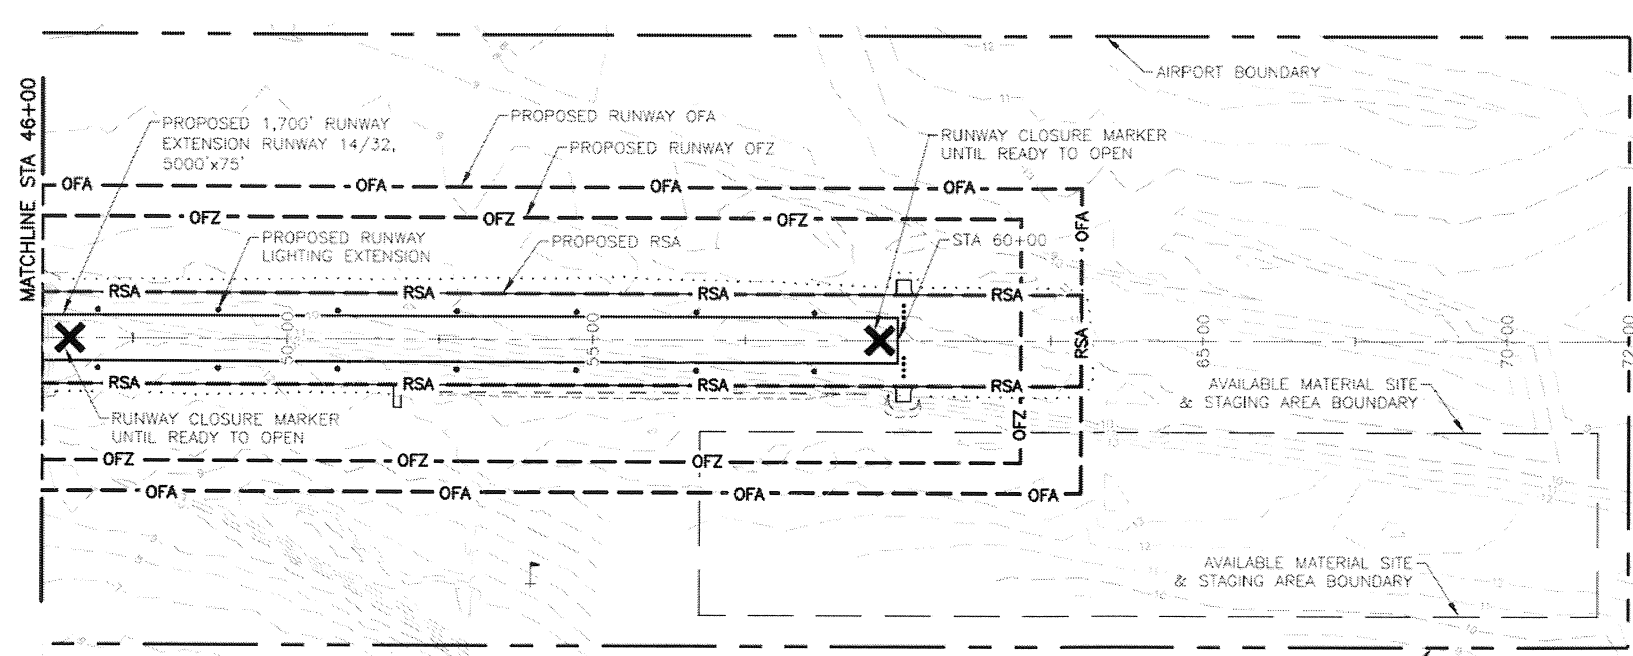 12
AIRPORT BOUNDARY
11
MATCHLINE STA 46+00
PROPOSED 1,700' RUNWAY
EXTENSION RUNWAY 14/32,
5000'x75'
PROPOSED RUNWAY OFA
PROPOSED RUNWAY OFZ
RUNWAY CLOSURE MARKER
UNTIL READY TO OPEN
OFA OFA OFA OFA
OFZ OFZ OFZ
OFA
PROPOSED RUNWAY
LIGHTING EXTENSION
PROPOSED RSA
STA 60+00
RSA RSA RSA RSA
50+00
55+00
RSA
65+00
70+00
72+00
RSA RSA RSA RSA
AVAILABLE MATERIAL SITE
& STAGING AREA BOUNDARY
RUNWAY CLOSURE MARKER
UNTIL READY TO OPEN
OFZ
OFZ OFZ OFZ
OFA OFA OFA OFA
AVAILABLE MATERIAL SITE
& STAGING AREA BOUNDARY